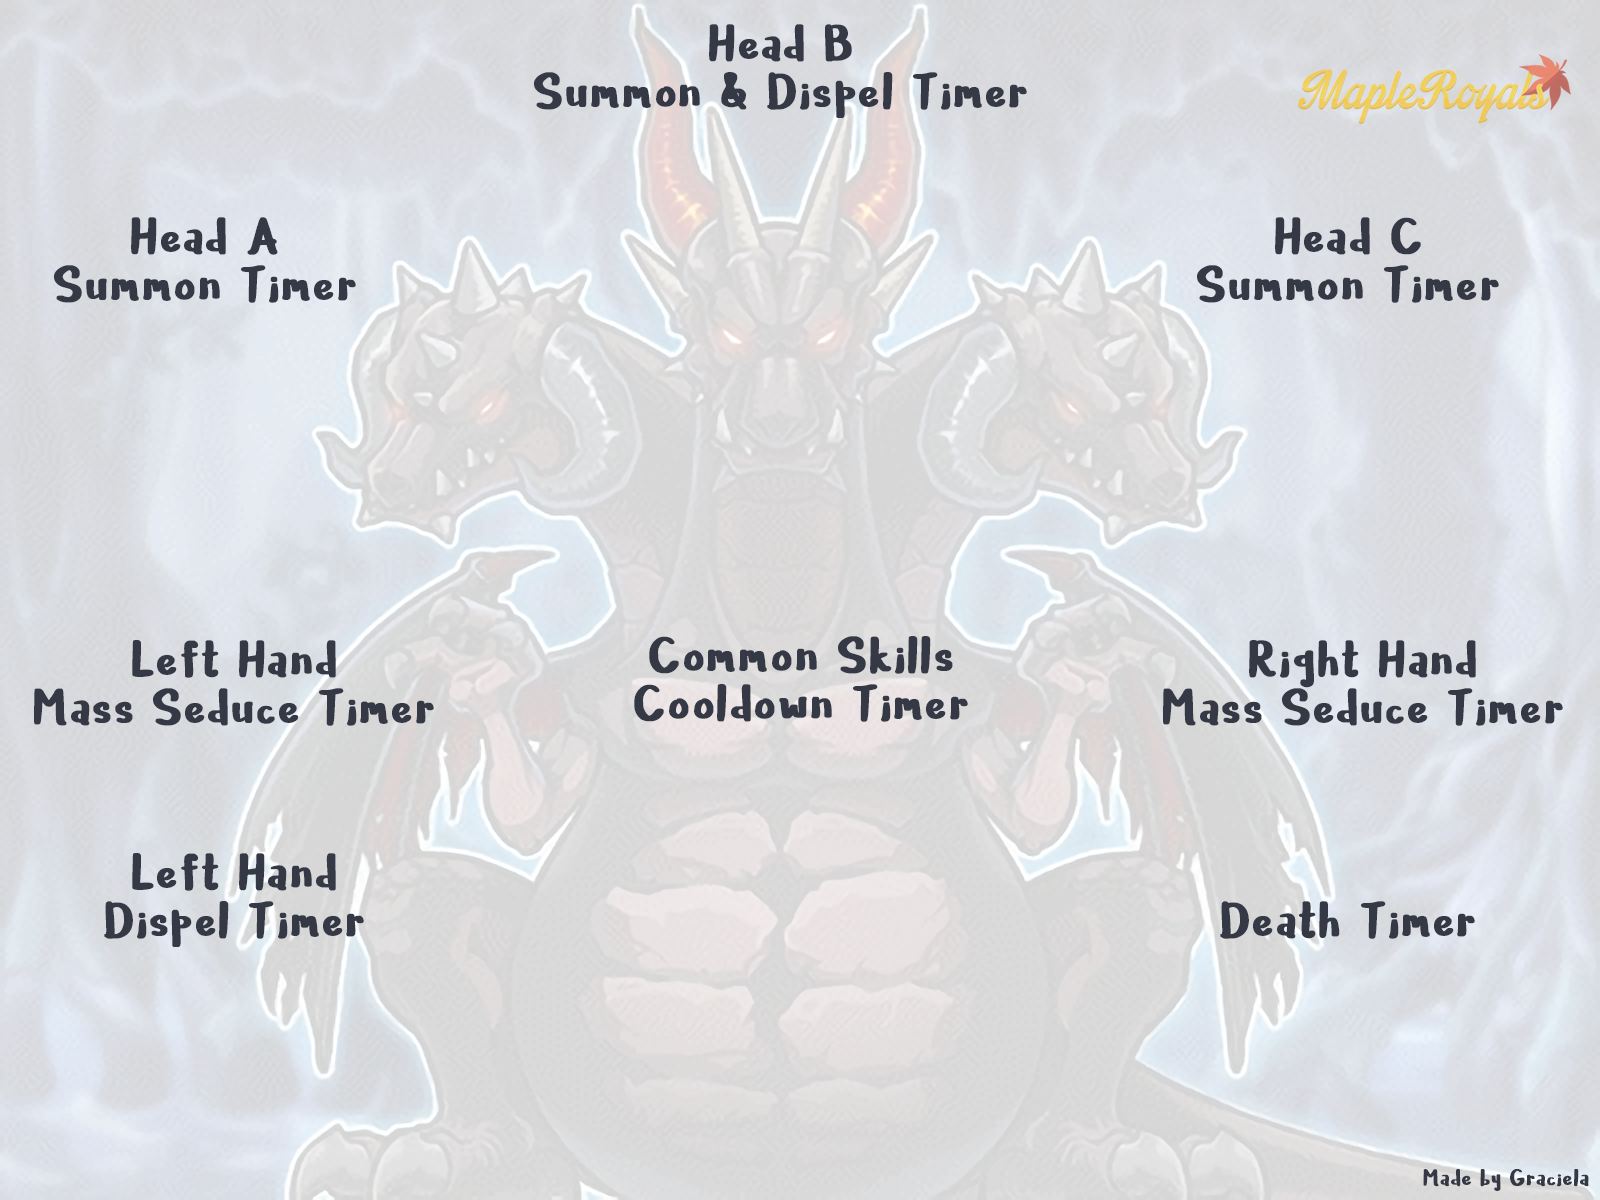 Head B
Summon & Dispel Timer
MapleRoyals
Head A
Summon Timer
Head C
Summon Timer
Left Hand
Mass Seduce Timer
Common Skills
Cooldown Timer
Right Hand
Mass Seduce Timer
Left Hand
Dispel Timer
Death Timer
Made by Graciela